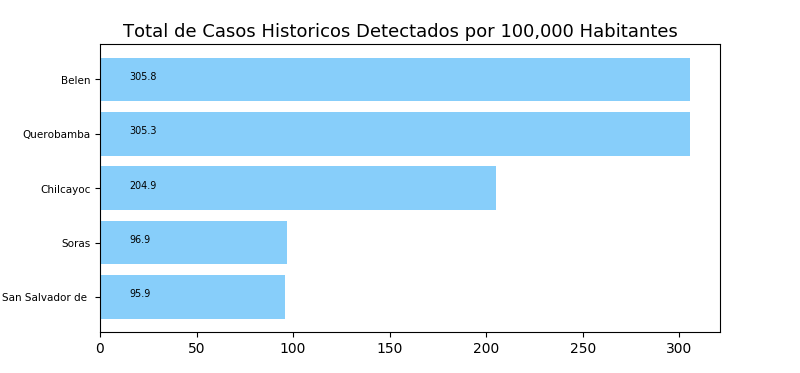 Total de Casos Historicos Detectados por 100,000 Habitantes
Belen 305.8
Querobamba 305.3
Chilcayoc 204.9
Soras 96.9
San Salvador de 95.9
0 50 100 150 200 250 300